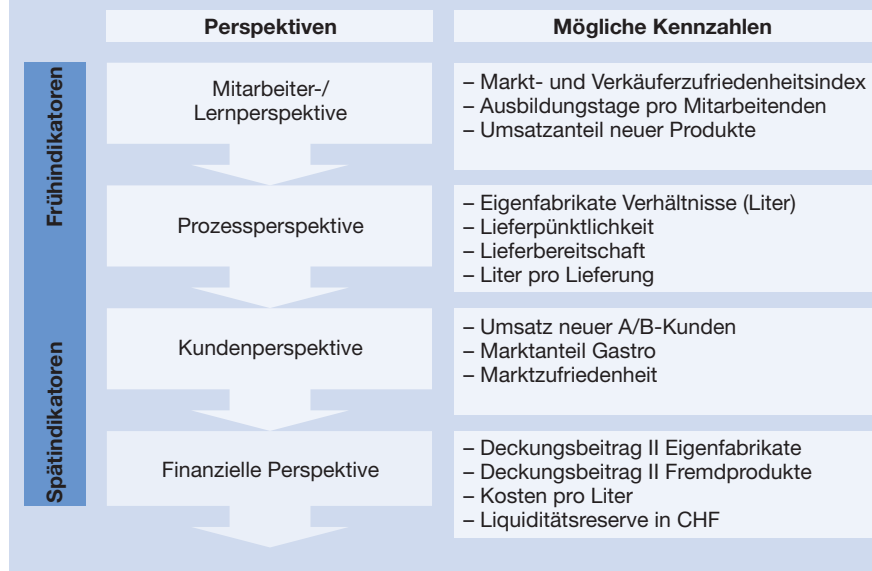 Perspektiven
Mögliche Kennzahlen
Frühindikatoren
Mitarbeiter-/
Lernperspektive
– Markt- und Verkäuferzufriedenheitsindex
– Ausbildungstage pro Mitarbeitenden
– Umsatzanteil neuer Produkte
Prozessperspektive
– Eigenfabrikate Verhältnisse (Liter)
– Lieferpünktlichkeit
– Lieferbereitschaft
– Liter pro Lieferung
Spätindikatoren
Kundenperspektive
– Umsatz neuer A/B-Kunden
– Marktanteil Gastro
– Marktzufriedenheit
Finanzielle Perspektive
– Deckungsbeitrag II Eigenfabrikate
– Deckungsbeitrag II Fremdprodukte
– Kosten pro Liter
– Liquiditätsreserve in CHF